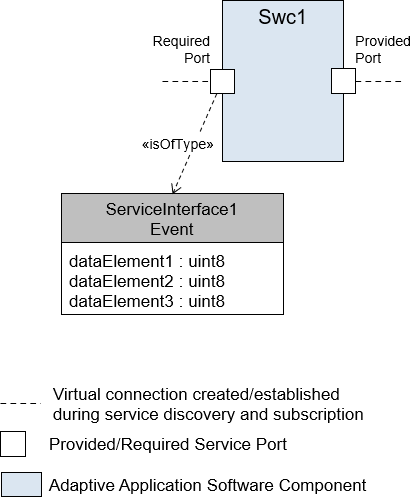 Swc1
Required
Port
Provided
Port
«isOfType»
ServiceInterface1
Event
dataElement1 : uint8
dataElement2 : uint8
dataElement3 : uint8
Virtual connection created/established
during service discovery and subscription
Provided/Required Service Port
Adaptive Application Software Component